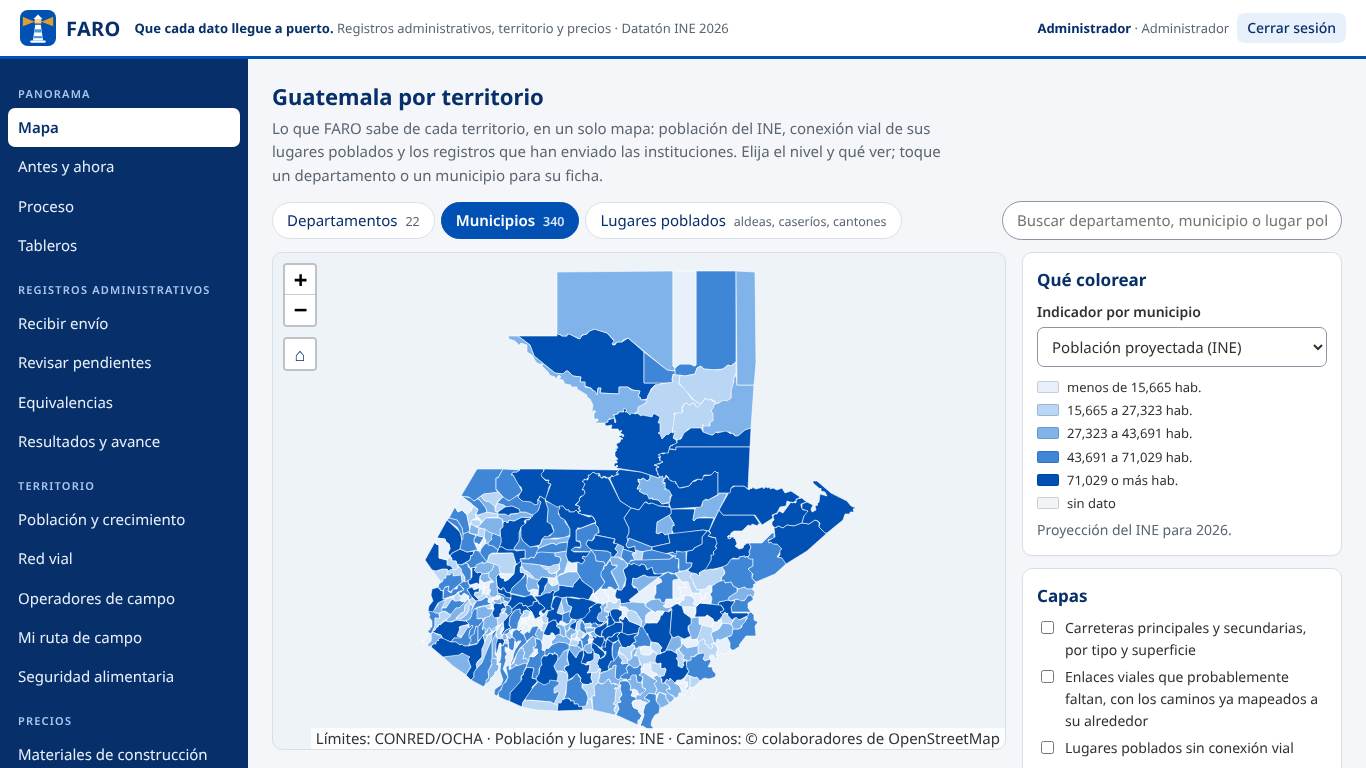 FARO
Que cada dato llegue a puerto. Registros administrativos, territorio y precios · Datatón INE 2026
Administrador · Administrador
Cerrar sesión
PANORAMA
Mapa
Antes y ahora
Proceso
Tableros
REGISTROS ADMINISTRATIVOS
Recibir envío
Revisar pendientes
Equivalencias
Resultados y avance
TERRITORIO
Población y crecimiento
Red vial
Operadores de campo
Mi ruta de campo
Seguridad alimentaria
PRECIOS
Materiales de construcción
Guatemala por territorio
Lo que FARO sabe de cada territorio, en un solo mapa: población del INE, conexión vial de sus
lugares poblados y los registros que han enviado las instituciones. Elija el nivel y qué ver; toque
un departamento o un municipio para su ficha.
Departamentos 22
Municipios 340
Lugares poblados aldeas, caseríos, cantones
Buscar departamento, municipio o lugar pol
+
−
⌂
Límites: CONRED/OCHA · Población y lugares: INE · Caminos: © colaboradores de OpenStreetMap
Qué colorear
Indicador por municipio
Población proyectada (INE)
menos de 15,665 hab.
15,665 a 27,323 hab.
27,323 a 43,691 hab.
43,691 a 71,029 hab.
71,029 o más hab.
sin dato
Proyección del INE para 2026.
Capas
Carreteras principales y secundarias,
por tipo y superficie
Enlaces viales que probablemente
faltan, con los caminos ya mapeados a
su alrededor
Lugares poblados sin conexión vial